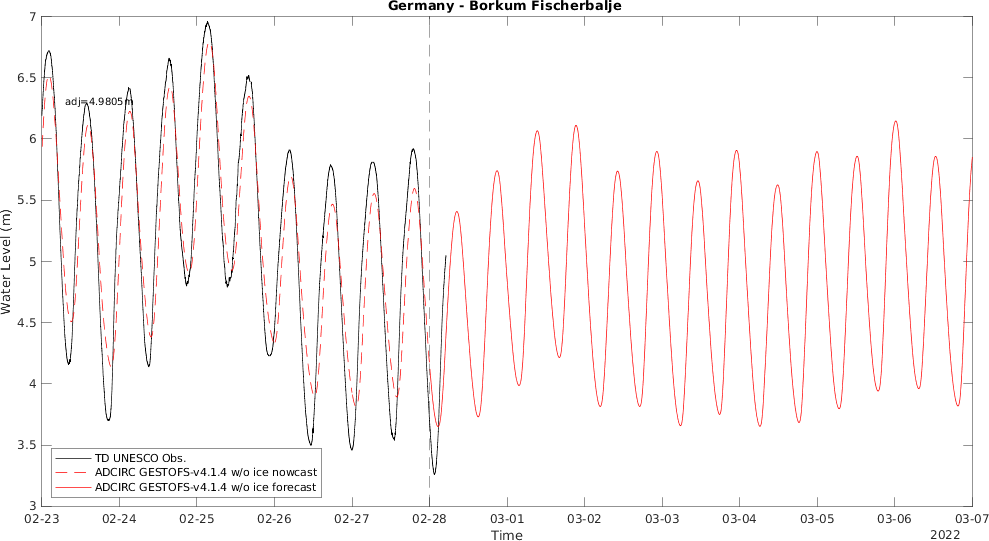 Germany - Borkum Fischerbalje
7
6.5
adj=4.9805m
6
5.5
5
4.5
4
3.5
3
Water Level (m)
TD UNESCO Obs.
ADCIRC GESTOFS-v4.1.4 w/o ice nowcast
ADCIRC GESTOFS-v4.1.4 w/o ice forecast
02-23 02-24 02-25 02-26 02-27 02-28 03-01 03-02 03-03 03-04 03-05 03-06 03-07
Time
2022